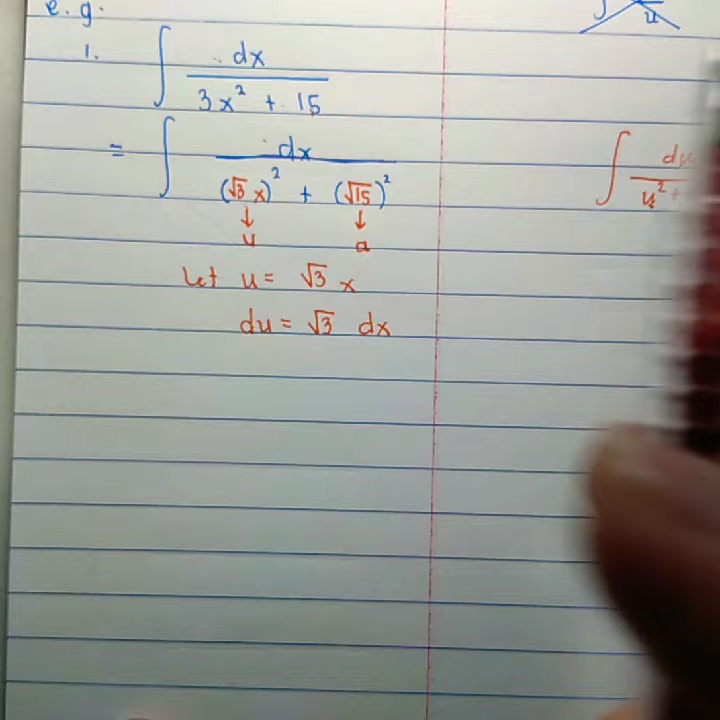 e.g.
∫ u
1. ∫ dx / 3x² + 15
= ∫ dx / (√3 x)² + (√15)²
∫ du / u² +
↓ ↓
u a
Let u = √3 x
du = √3 dx